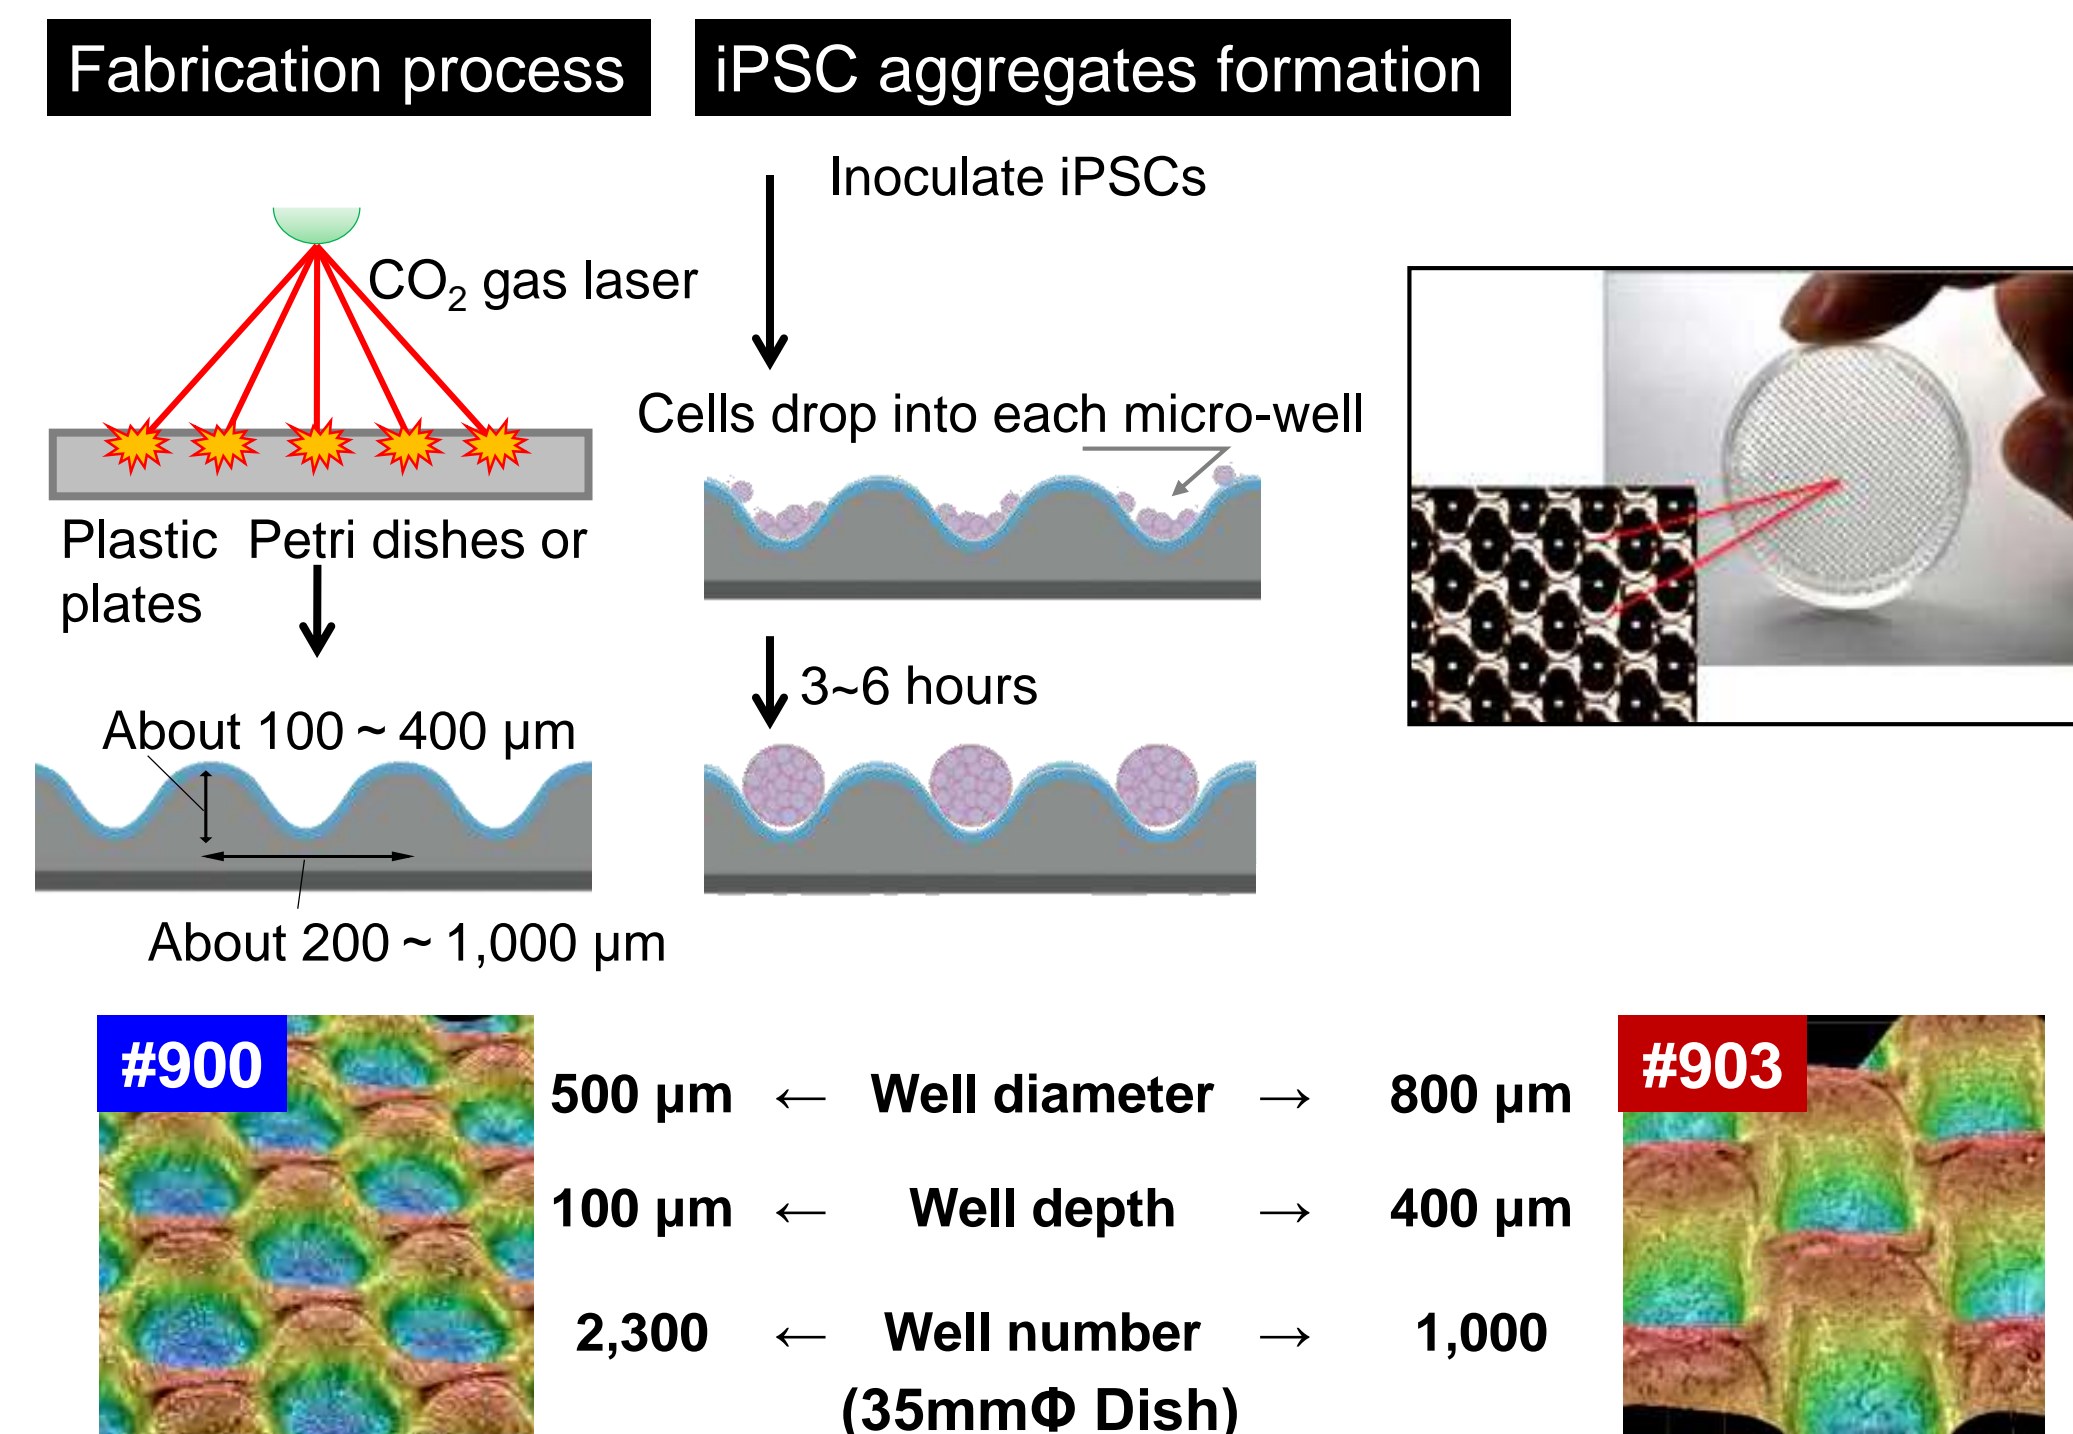 Fabrication process
iPSC aggregates formation
CO₂ gas laser
Plastic Petri dishes or
plates
About 100 ~ 400 µm
About 200 ~ 1,000 µm
Inoculate iPSCs
Cells drop into each micro-well
3~6 hours
#900
#903
500 µm ← Well diameter → 800 µm
100 µm ← Well depth → 400 µm
2,300 ← Well number → 1,000
(35mmΦ Dish)